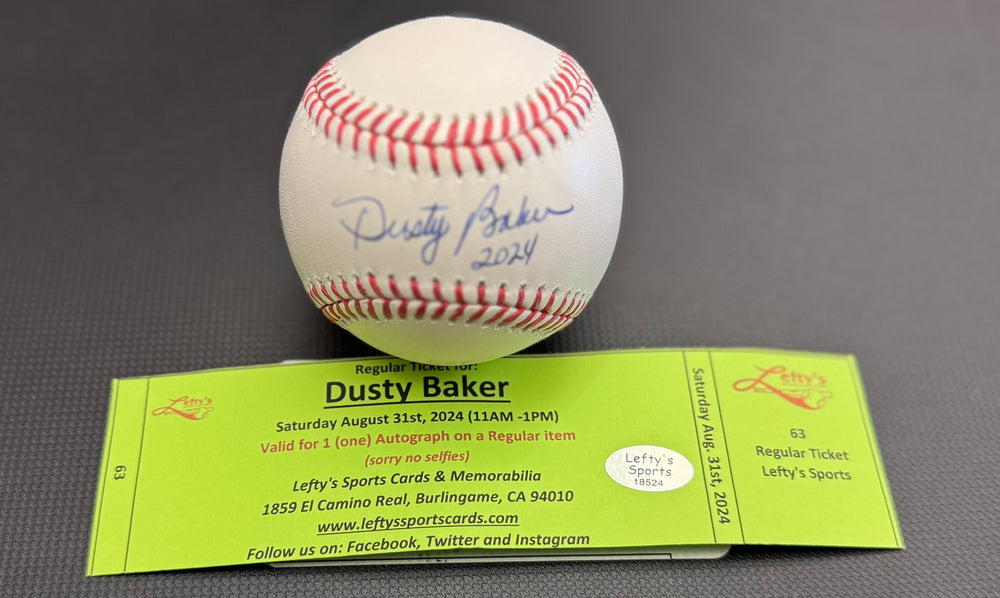 Dusty Baker
2024
Regular Ticket for:
Dusty Baker
Saturday August 31st, 2024 (11AM -1PM)
Valid for 1 (one) Autograph on a Regular item
(sorry no selfies)
Lefty's Sports Cards & Memorabilia
1859 El Camino Real, Burlingame, CA 94010
www.leftyssportscards.com
Follow us on: Facebook, Twitter and Instagram
63
Lefty's
Lefty's
Sports
18524
Saturday Aug. 31st, 2024
Lefty's
63
Regular Ticket
Lefty's Sports